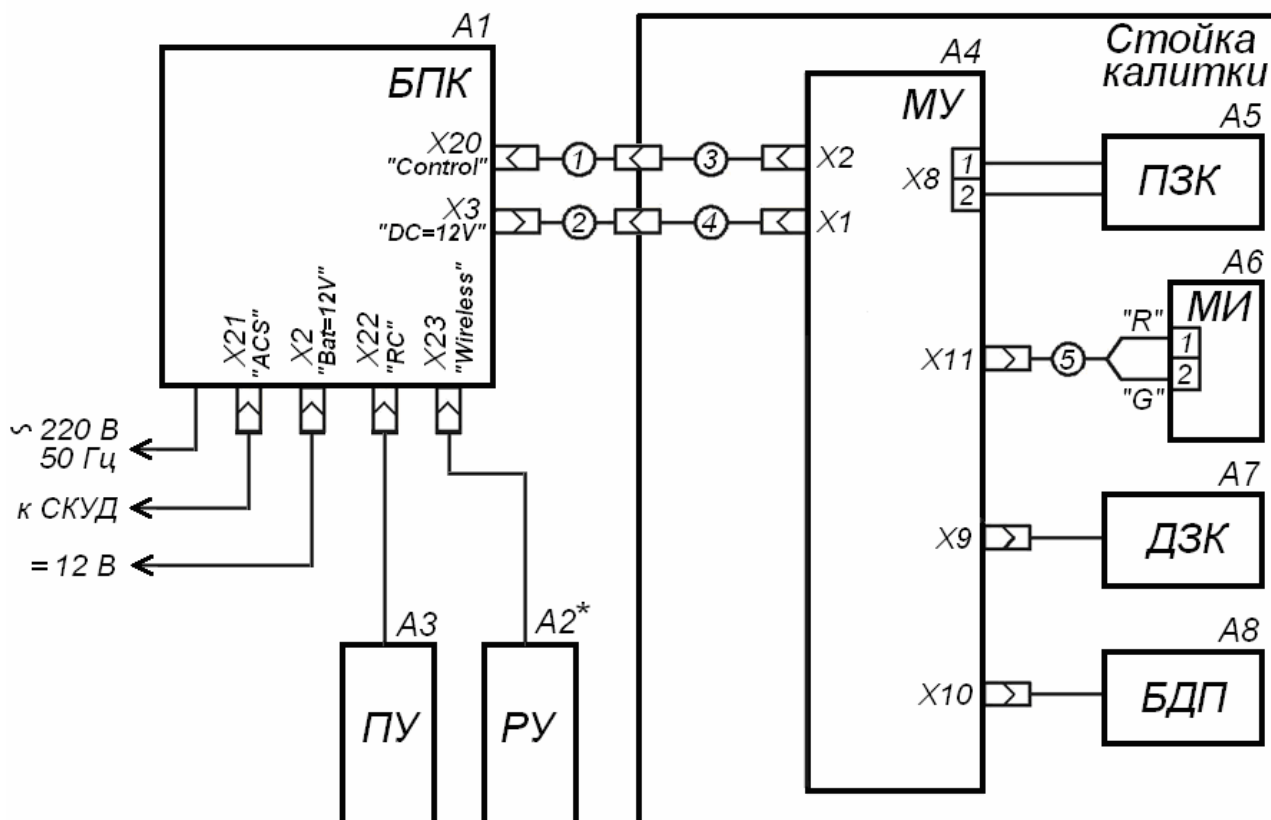 A1
БПК
X20
"Control"
X3
"DC=12V"
X21
"ACS"
X2
"Bat=12V"
X22
"RC"
X23
"Wireless"
~ 220 В
50 Гц
к СКУД
= 12 В
A3
ПУ
A2*
РУ
1
2
3
4
Стойка
калитки
A4
МУ
X2
X1
X8
1
2
A5
ПЗК
A6
МИ
X11
5
"R"
"G"
1
2
X9
A7
ДЗК
X10
A8
БДП